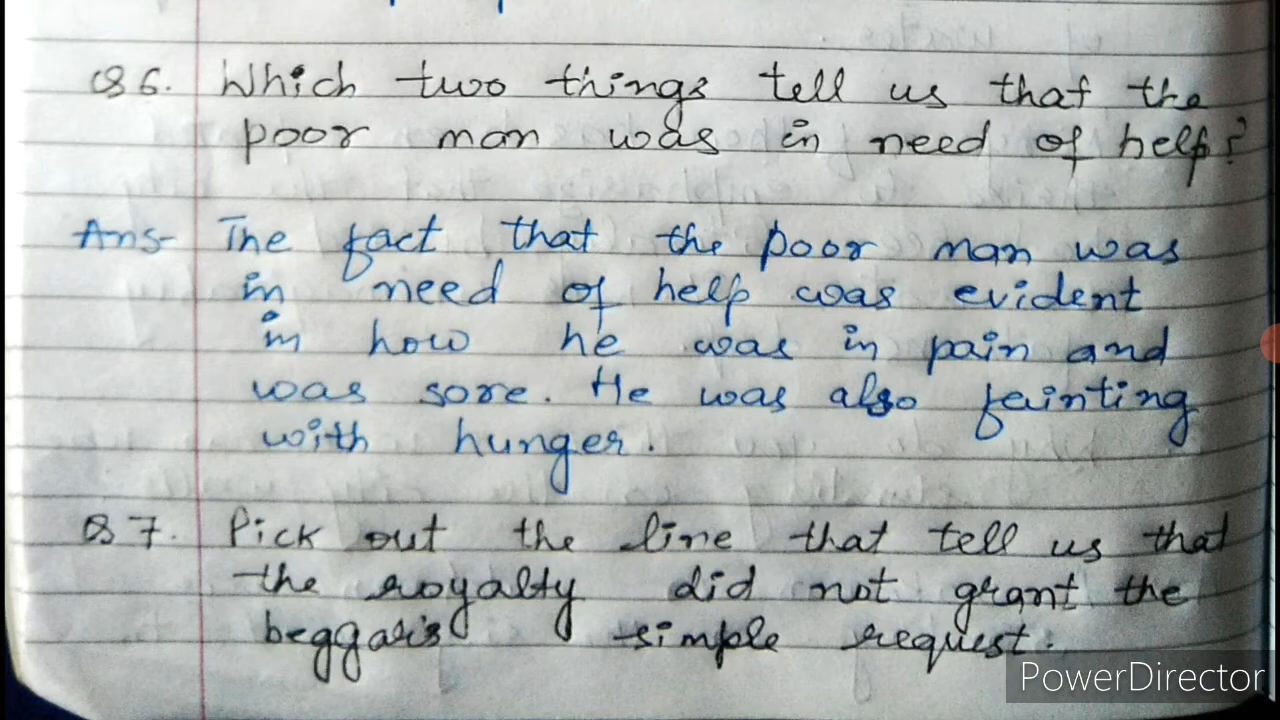 Q6. Which two things tell us that the
poor man was in need of help?
Ans- The fact that the poor man was
in need of help was evident
in how he was in pain and
was sore. He was also fainting
with hunger.
Q7. Pick out the line that tell us that
the royalty did not grant the
beggar's simple request.
PowerDirector